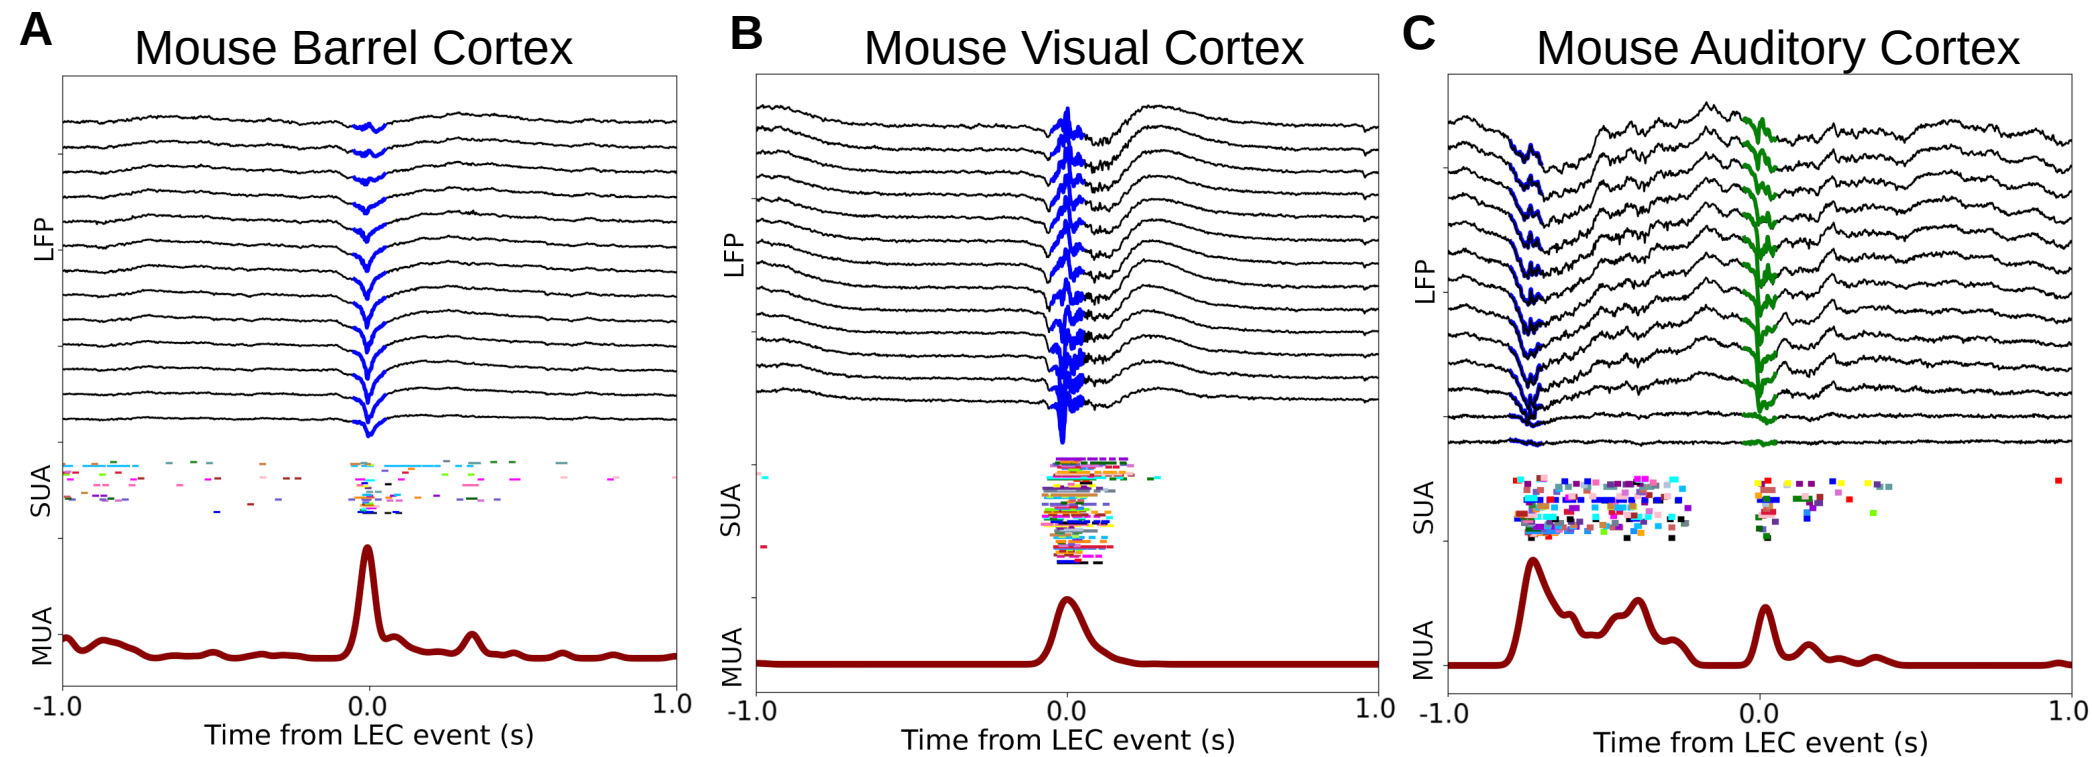 A
Mouse Barrel Cortex
LFP
SUA
MUA
-1.0
0.0
1.0
Time from LEC event (s)
B
Mouse Visual Cortex
LFP
SUA
MUA
-1.0
0.0
1.0
Time from LEC event (s)
C
Mouse Auditory Cortex
LFP
SUA
MUA
-1.0
0.0
1.0
Time from LEC event (s)